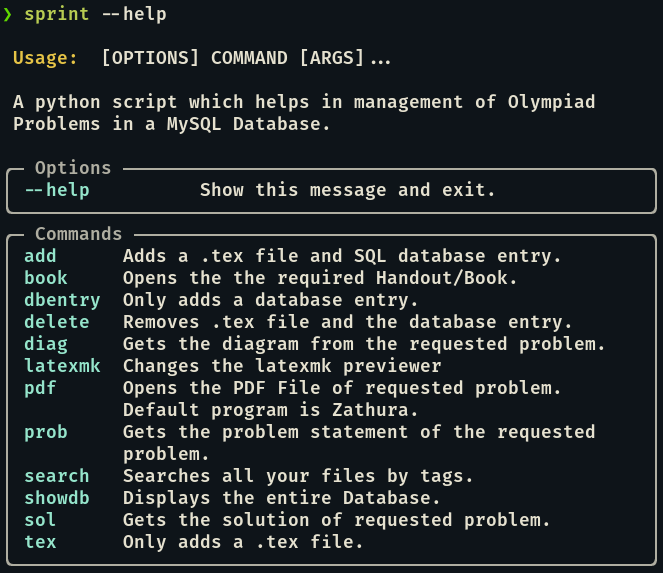 ❯ sprint --help
Usage: [OPTIONS] COMMAND [ARGS]...
A python script which helps in management of Olympiad
Problems in a MySQL Database.
Options
--help Show this message and exit.
Commands
add Adds a .tex file and SQL database entry.
book Opens the the required Handout/Book.
dbentry Only adds a database entry.
delete Removes .tex file and the database entry.
diag Gets the diagram from the requested problem.
latexmk Changes the latexmk previewer
pdf Opens the PDF File of requested problem.
Default program is Zathura.
prob Gets the problem statement of the requested
problem.
search Searches all your files by tags.
showdb Displays the entire Database.
sol Gets the solution of requested problem.
tex Only adds a .tex file.